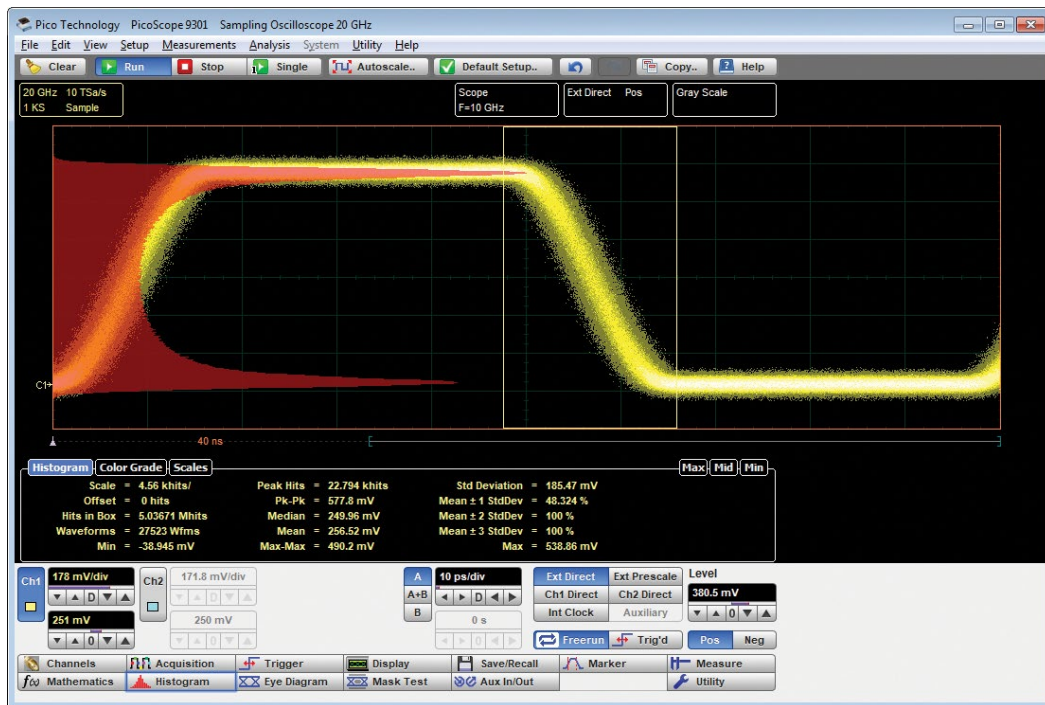 Pico Technology PicoScope 9301 Sampling Oscilloscope 20 GHz
File Edit View Setup Measurements Analysis System Utility Help
Clear Run Stop Single Autoscale.. Default Setup.. Copy.. Help
20 GHz 10 TSa/s
1 KS Sample
Scope
F=10 GHz
Ext Direct Pos
Gray Scale
C1
40 ns
Histogram Color Grade Scales Max Mid Min
Scale = 4.56 khits/ Peak Hits = 22.794 khits Std Deviation = 185.47 mV
Offset = 0 hits Pk-Pk = 577.8 mV Mean ± 1 StdDev = 48.324 %
Hits in Box = 5.03671 Mhits Median = 249.96 mV Mean ± 2 StdDev = 100 %
Waveforms = 27523 Wfms Mean = 256.52 mV Mean ± 3 StdDev = 100 %
Min = -38.945 mV Max-Max = 490.2 mV Max = 538.86 mV
Ch1 178 mV/div Ch2 171.8 mV/div A 10 ps/div Ext Direct Ext Prescale Level
D D A+B D Ch1 Direct Ch2 Direct 380.5 mV
251 mV 250 mV B 0 s Int Clock Auxiliary 0
0 0 0 Freerun Trig'd Pos Neg
Channels Acquisition Trigger Display Save/Recall Marker Measure
f(ω) Mathematics Histogram Eye Diagram Mask Test Aux In/Out Utility